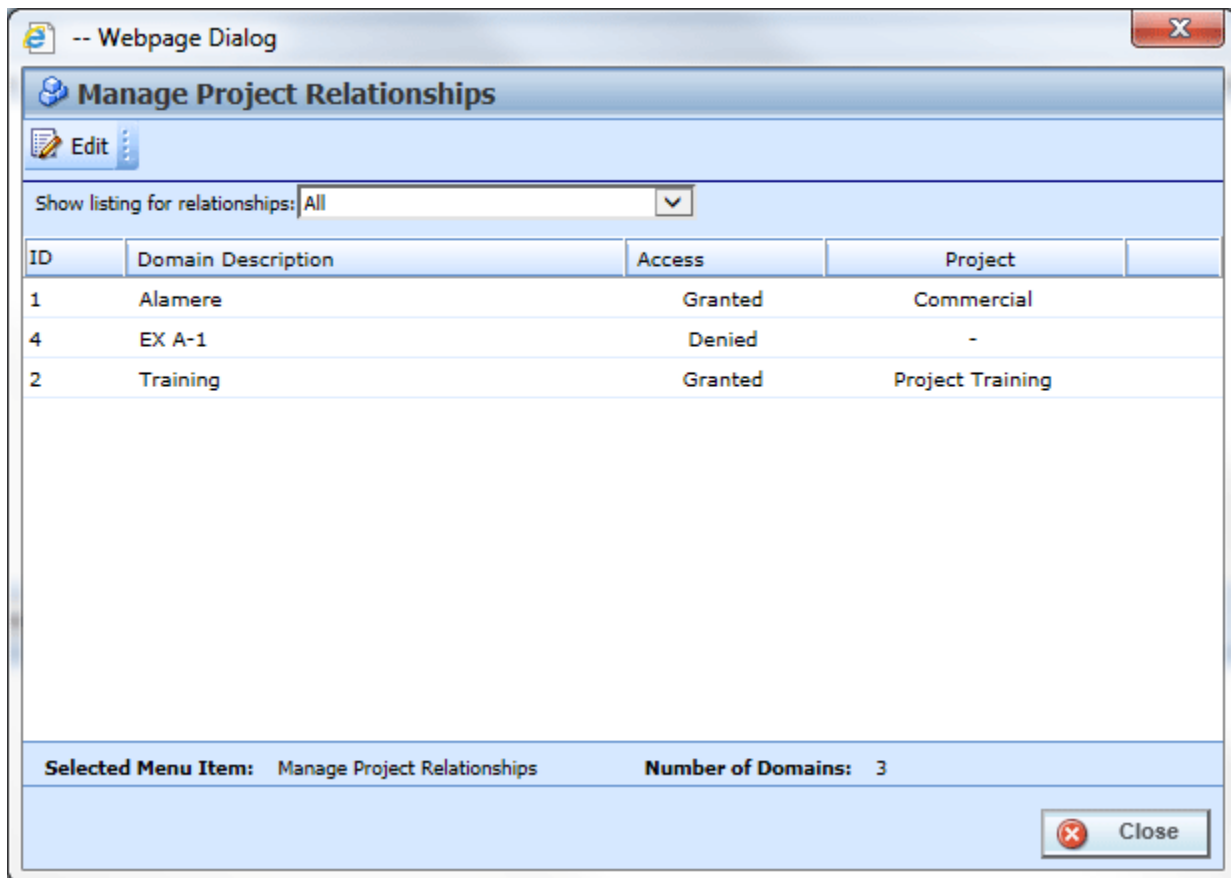 -- Webpage Dialog
Manage Project Relationships
Edit
Show listing for relationships: All
ID Domain Description Access Project
1 Alamere Granted Commercial
4 EX A-1 Denied -
2 Training Granted Project Training
Selected Menu Item: Manage Project Relationships Number of Domains: 3
Close